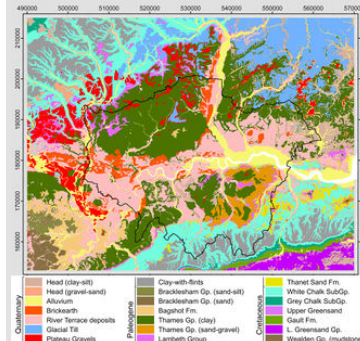 490000 500000 510000 520000 530000 540000 550000 560000 570000
210000
200000
190000
180000
170000
160000
Quaternary
Head (clay-silt)
Head (gravel-sand)
Alluvium
Brickearth
River Terrace deposits
Glacial Till
Plateau Gravels
Paleogene
Clay-with-flints
Bracklesham Gp. (sand-silt)
Bracklesham Gp. (sand)
Bagshot Fm.
Thames Gp. (clay)
Thames Gp. (sand-gravel)
Lambeth Group
Cretaceous
Thanet Sand Fm
White Chalk SubGp.
Grey Chalk SubGp.
Upper Greensand
Gault Fm.
L. Greensand Gp.
Wealden Gp. (mudstone